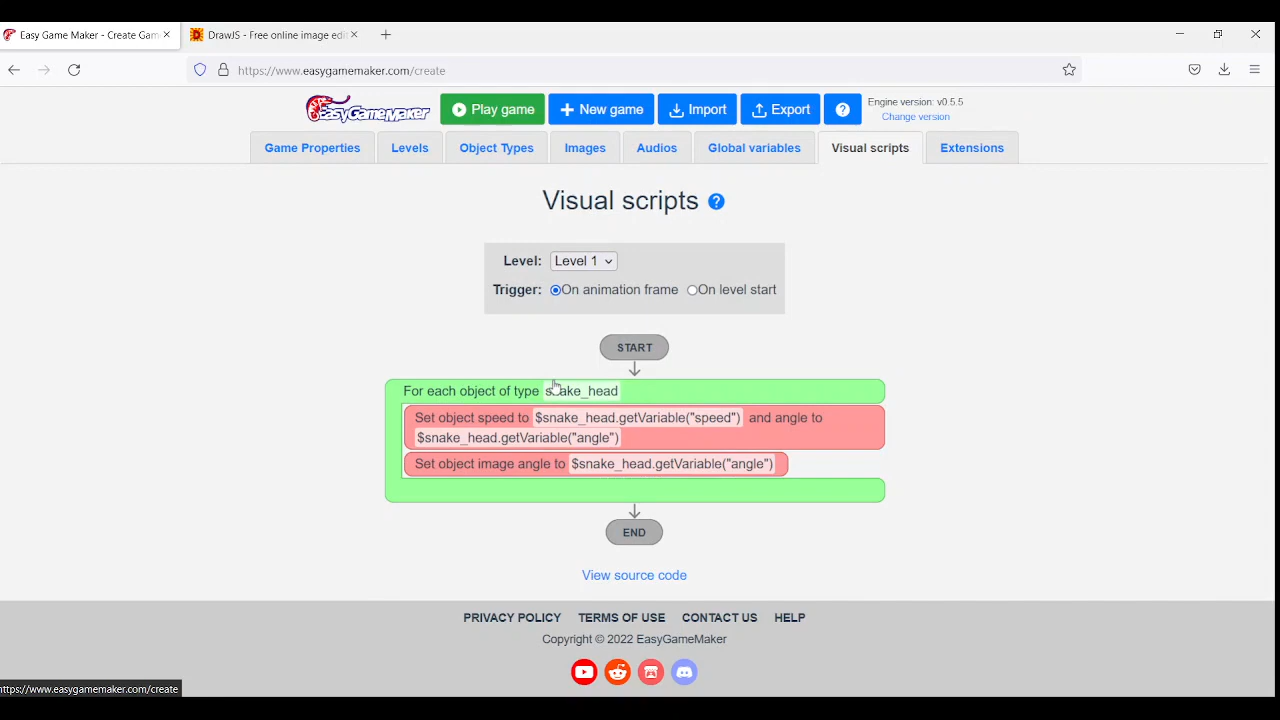 Easy Game Maker - Create Gam
DrawJS - Free online image edi
https://www.easygamemaker.com/create
EasyGameMaker
Play game
New game
Import
Export
Engine version: v0.5.5
Change version
Game Properties
Levels
Object Types
Images
Audios
Global variables
Visual scripts
Extensions
Visual scripts
Level: Level 1
Trigger: On animation frame On level start
START
For each object of type snake_head
Set object speed to $snake_head.getVariable("speed") and angle to
$snake_head.getVariable("angle")
Set object image angle to $snake_head.getVariable("angle")
END
View source code
PRIVACY POLICY TERMS OF USE CONTACT US HELP
Copyright © 2022 EasyGameMaker
https://www.easygamemaker.com/create